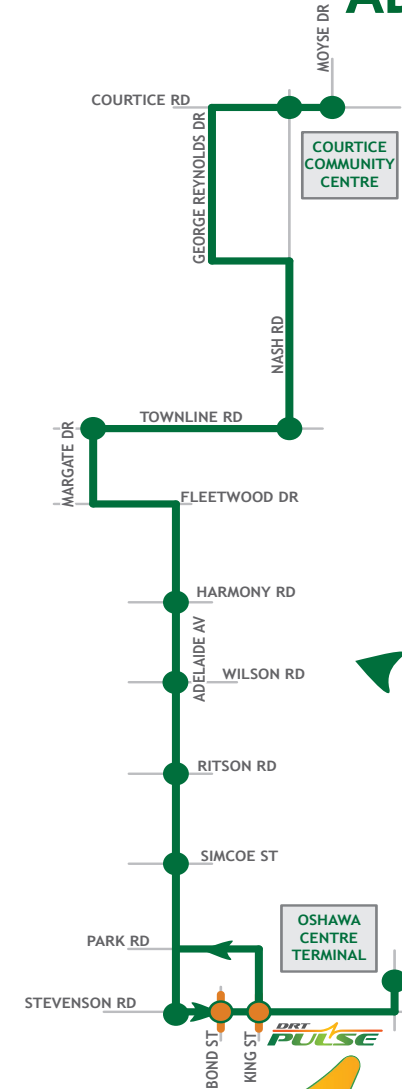 MOYSE DR
COURTICE RD
GEORGE REYNOLDS DR
COURTICE
COMMUNITY
CENTRE
NASH RD
TOWNLINE RD
MARGATE DR
FLEETWOOD DR
HARMONY RD
ADELAIDE AV
WILSON RD
RITSON RD
SIMCOE ST
OSHAWA
CENTRE
TERMINAL
PARK RD
STEVENSON RD
DRT
PULSE
BOND ST
KING ST